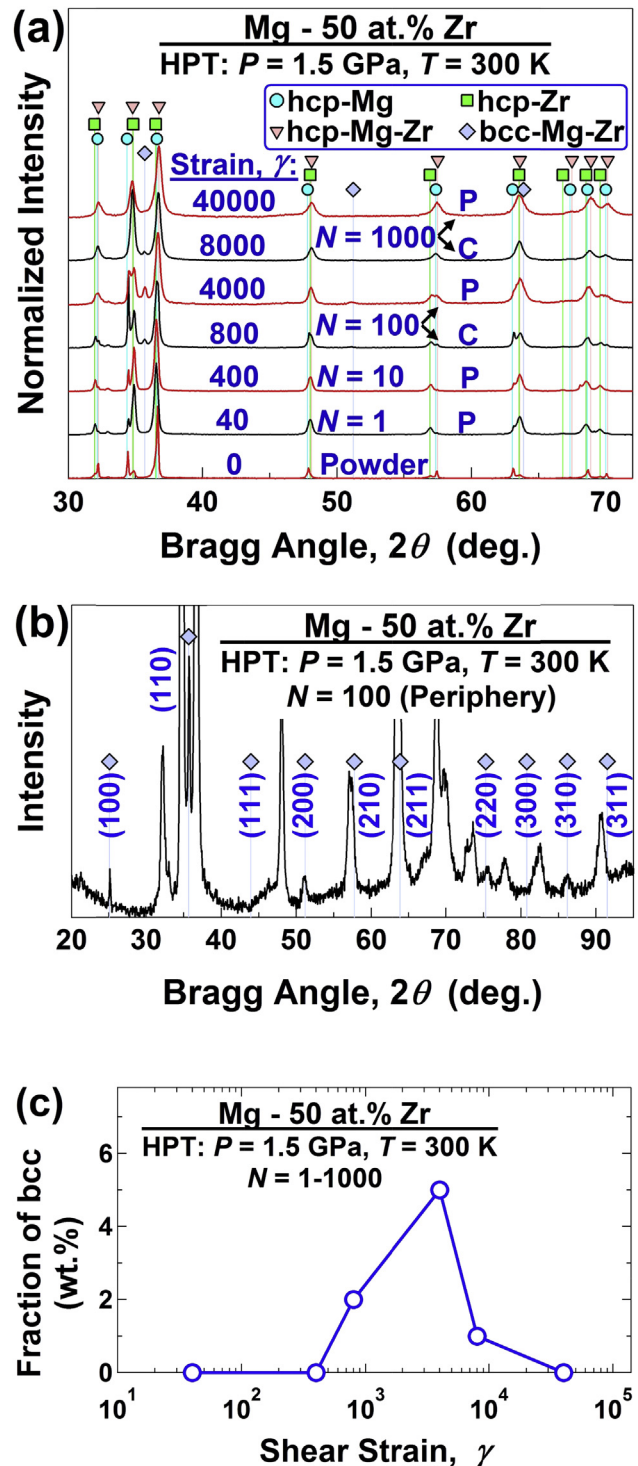 (a)
Mg - 50 at.% Zr
HPT: P = 1.5 GPa, T = 300 K
hcp-Mg hcp-Zr
hcp-Mg-Zr bcc-Mg-Zr
Strain, γ:
40000 P
N = 1000
8000 C
4000 P
N = 100
800 C
400 N = 10 P
40 N = 1 P
0 Powder
Normalized Intensity
30 40 50 60 70
Bragg Angle, 2θ (deg.)
(b)
Mg - 50 at.% Zr
HPT: P = 1.5 GPa, T = 300 K
N = 100 (Periphery)
Intensity
(100)
(110)
(111)
(200)
(210)
(211)
(220)
(300)
(310)
(311)
20 30 40 50 60 70 80 90
Bragg Angle, 2θ (deg.)
(c)
Mg - 50 at.% Zr
HPT: P = 1.5 GPa, T = 300 K
N = 1-1000
Fraction of bcc
(wt.%)
6
4
2
0
10¹ 10² 10³ 10⁴ 10⁵
Shear Strain, γ